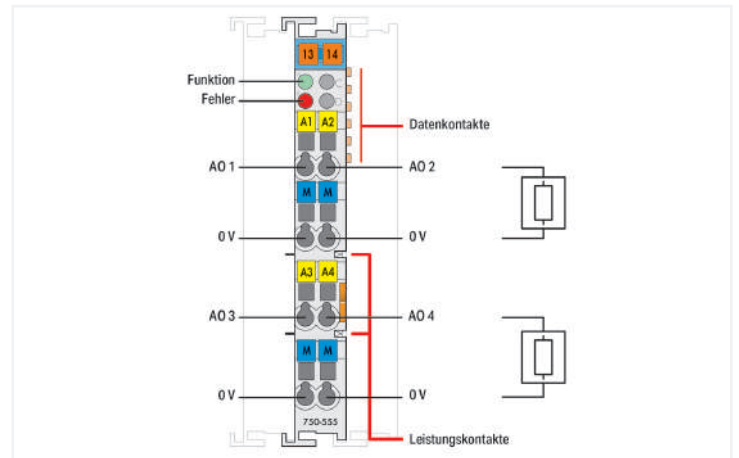 13 14
Funktion
Fehler
A1 A2
Datenkontakte
AO 1
AO 2
M M
0 V
0 V
A3 A4
AO 3
AO 4
M M
0 V
0 V
750-555
Leistungskontakte